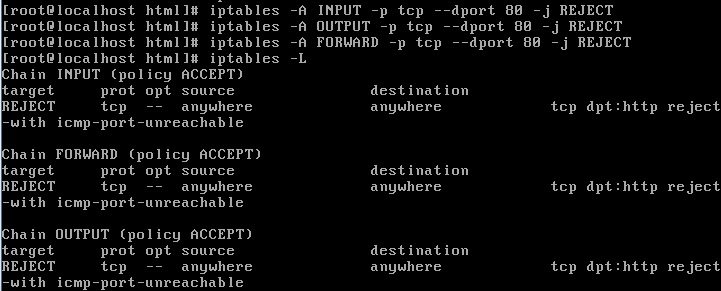 [root@localhost html]# iptables -A INPUT -p tcp --dport 80 -j REJECT
[root@localhost html]# iptables -A OUTPUT -p tcp --dport 80 -j REJECT
[root@localhost html]# iptables -A FORWARD -p tcp --dport 80 -j REJECT
[root@localhost html]# iptables -L
Chain INPUT (policy ACCEPT)
target prot opt source destination
REJECT tcp -- anywhere anywhere tcp dpt:http reject
-with icmp-port-unreachable
Chain FORWARD (policy ACCEPT)
target prot opt source destination
REJECT tcp -- anywhere anywhere tcp dpt:http reject
-with icmp-port-unreachable
Chain OUTPUT (policy ACCEPT)
target prot opt source destination
REJECT tcp -- anywhere anywhere tcp dpt:http reject
-with icmp-port-unreachable